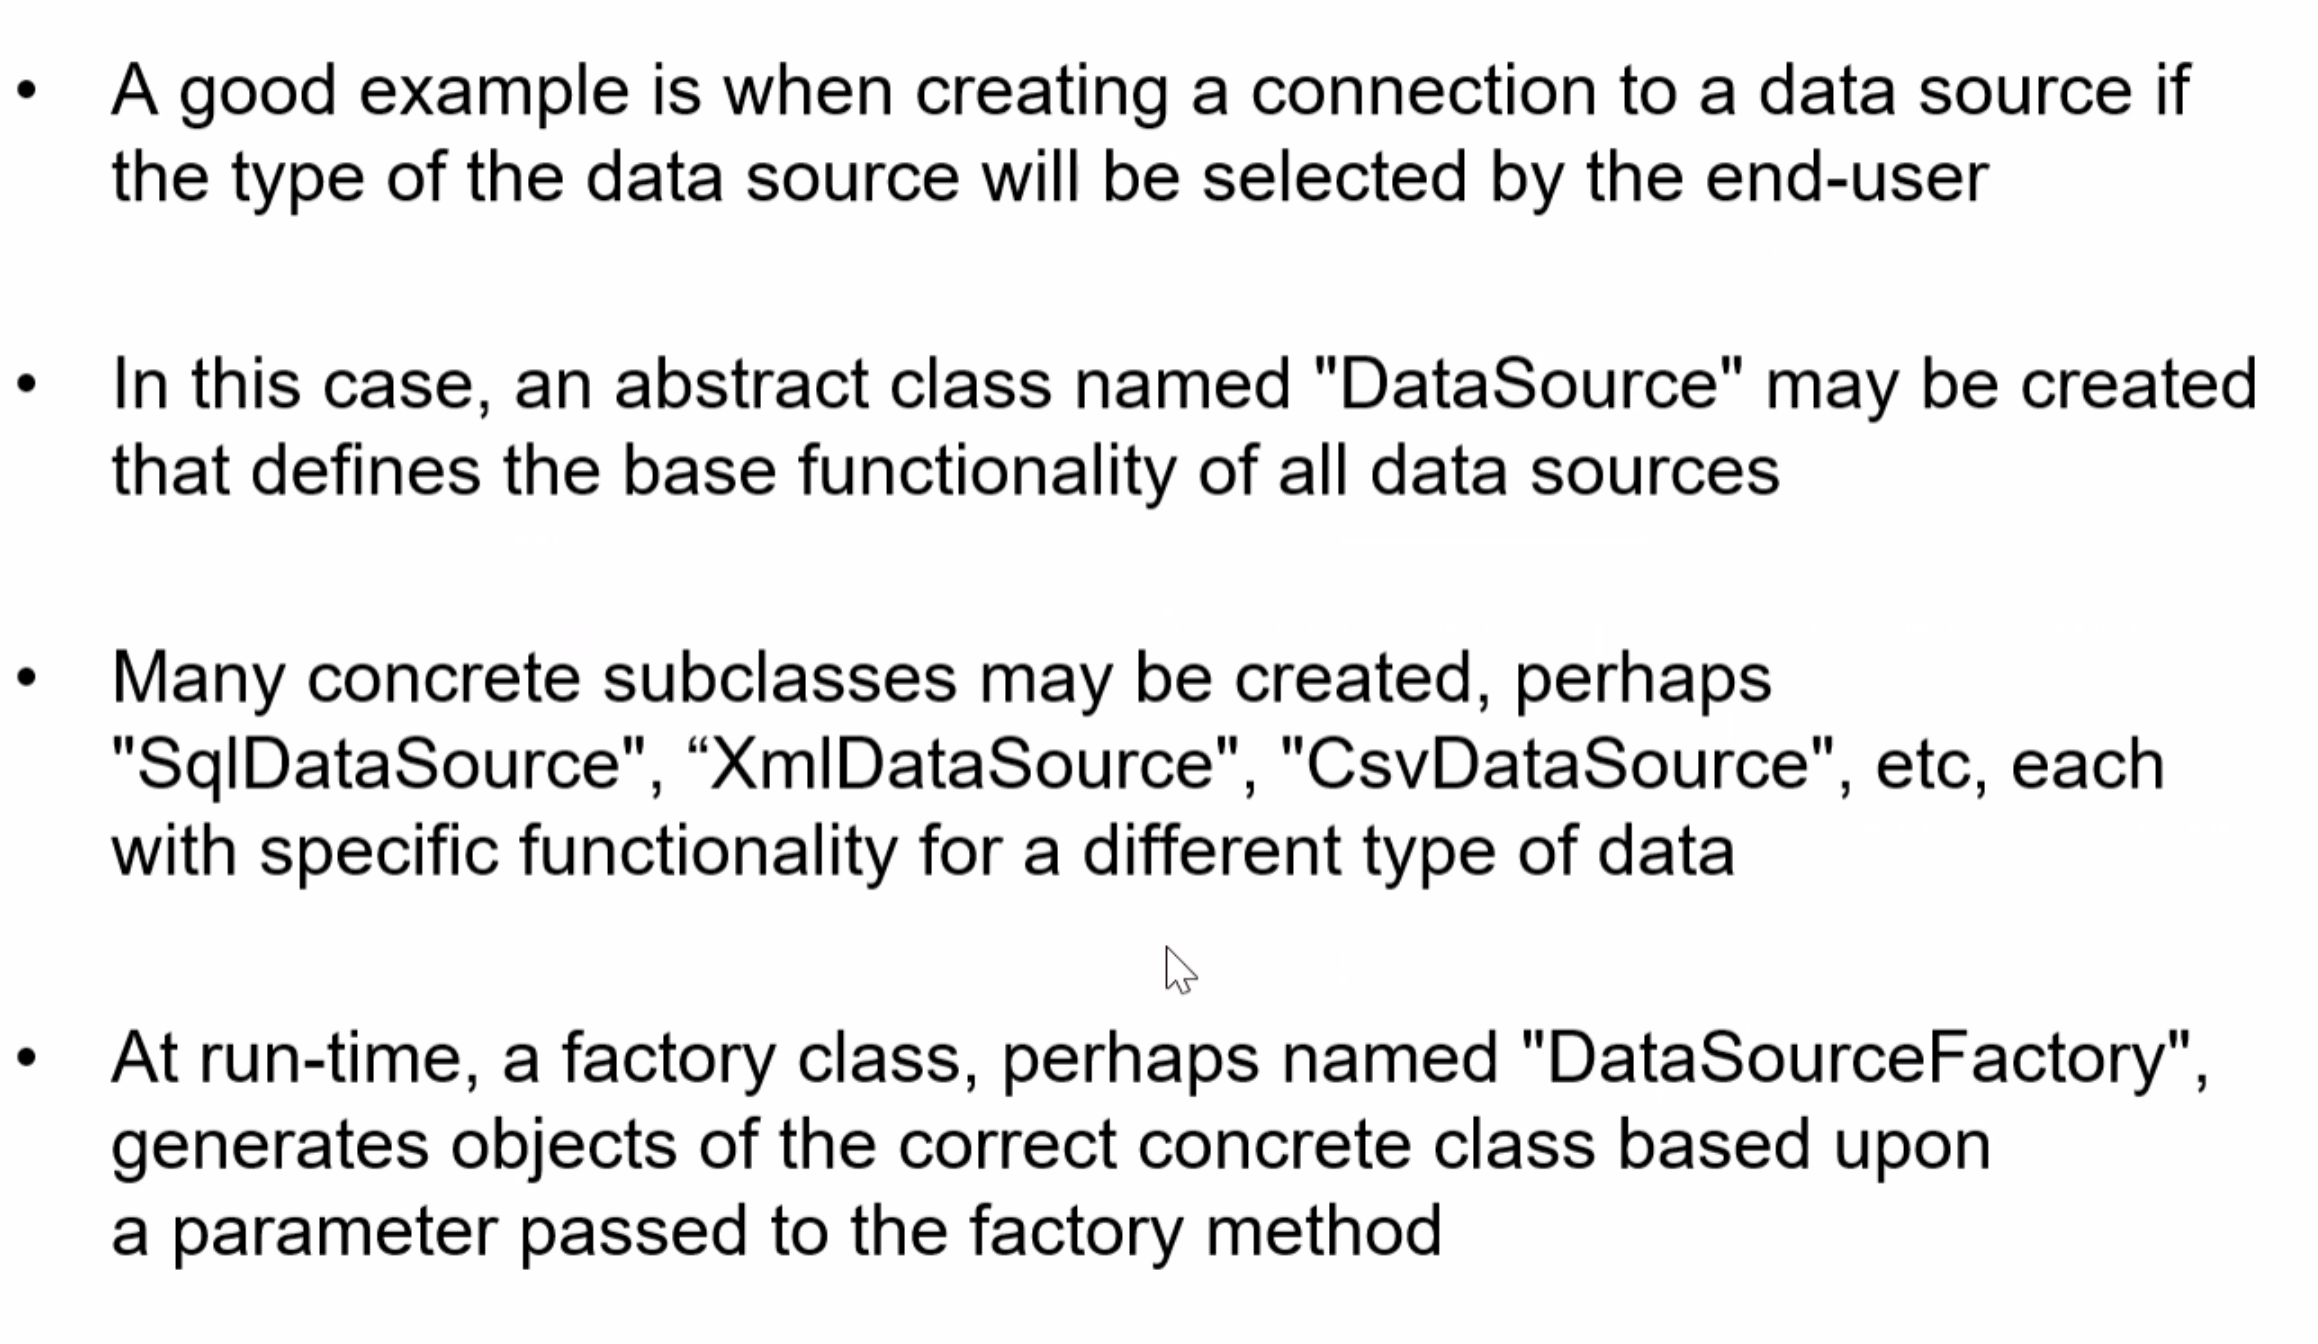 • A good example is when creating a connection to a data source if
the type of the data source will be selected by the end-user
• In this case, an abstract class named "DataSource" may be created
that defines the base functionality of all data sources
• Many concrete subclasses may be created, perhaps
"SqlDataSource", “XmlDataSource", "CsvDataSource", etc, each
with specific functionality for a different type of data
• At run-time, a factory class, perhaps named "DataSourceFactory",
generates objects of the correct concrete class based upon
a parameter passed to the factory method